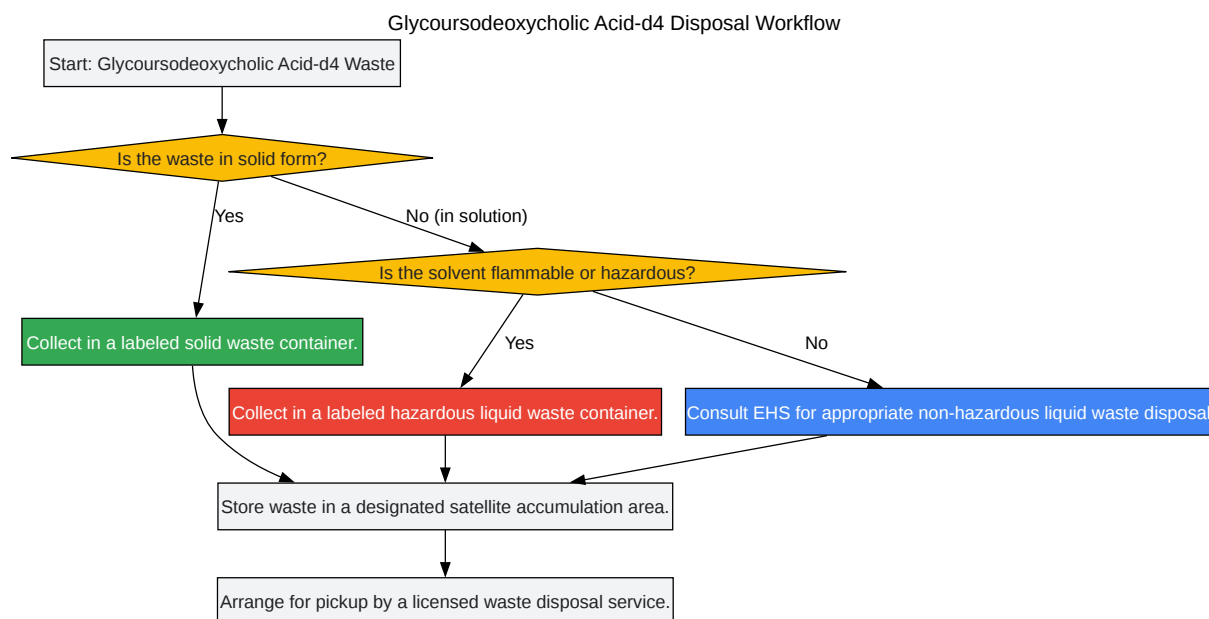 Glycoursodeoxycholic Acid-d4 Disposal Workflow
Start: Glycoursodeoxycholic Acid-d4 Waste
Is the waste in solid form?
Yes
No (in solution)
Is the solvent flammable or hazardous?
Collect in a labeled solid waste container.
Yes
No
Collect in a labeled hazardous liquid waste container.
Consult EHS for appropriate non-hazardous liquid waste disposal
Store waste in a designated satellite accumulation area.
Arrange for pickup by a licensed waste disposal service.